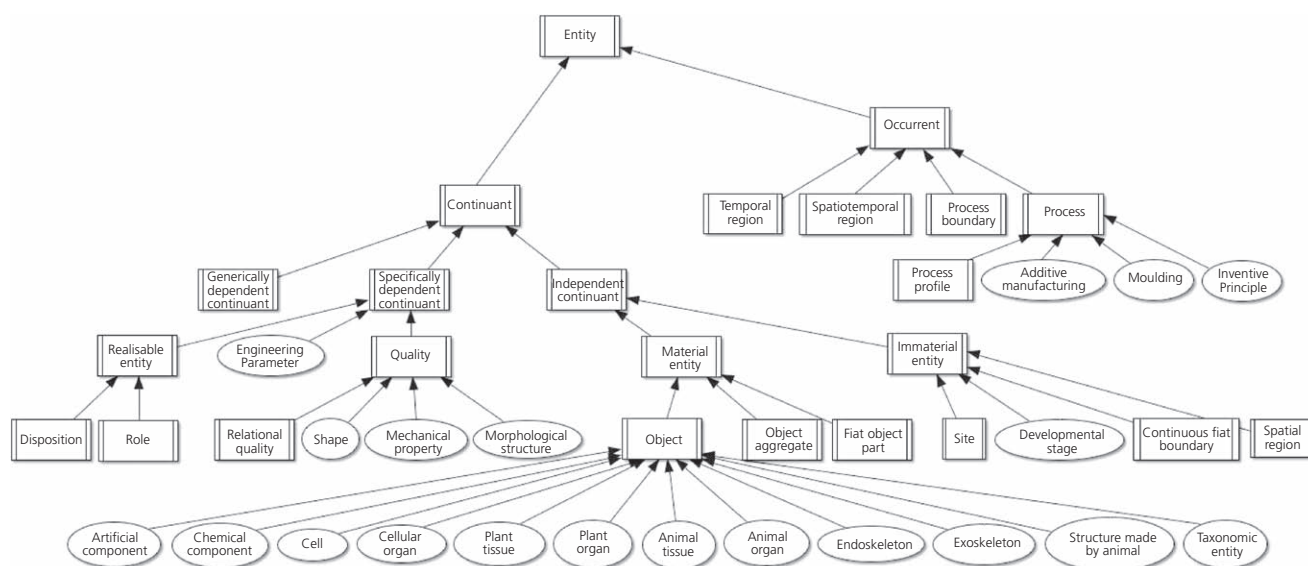 Entity
Occurrent
Continuant
Temporal
region
Spatiotemporal
region
Process
boundary
Process
Generically
dependent
continuant
Specifically
dependent
continuant
Independent
continuant
Process
profile
Additive
manufacturing
Moulding
Inventive
Principle
Realisable
entity
Engineering
Parameter
Quality
Material
entity
Immaterial
entity
Disposition
Role
Relational
quality
Shape
Mechanical
property
Morphological
structure
Object
Object
aggregate
Fiat object
part
Site
Developmental
stage
Continuous fiat
boundary
Spatial
region
Artificial
component
Chemical
component
Cell
Cellular
organ
Plant
tissue
Plant
organ
Animal
tissue
Animal
organ
Endoskeleton
Exoskeleton
Structure made
by animal
Taxonomic
entity